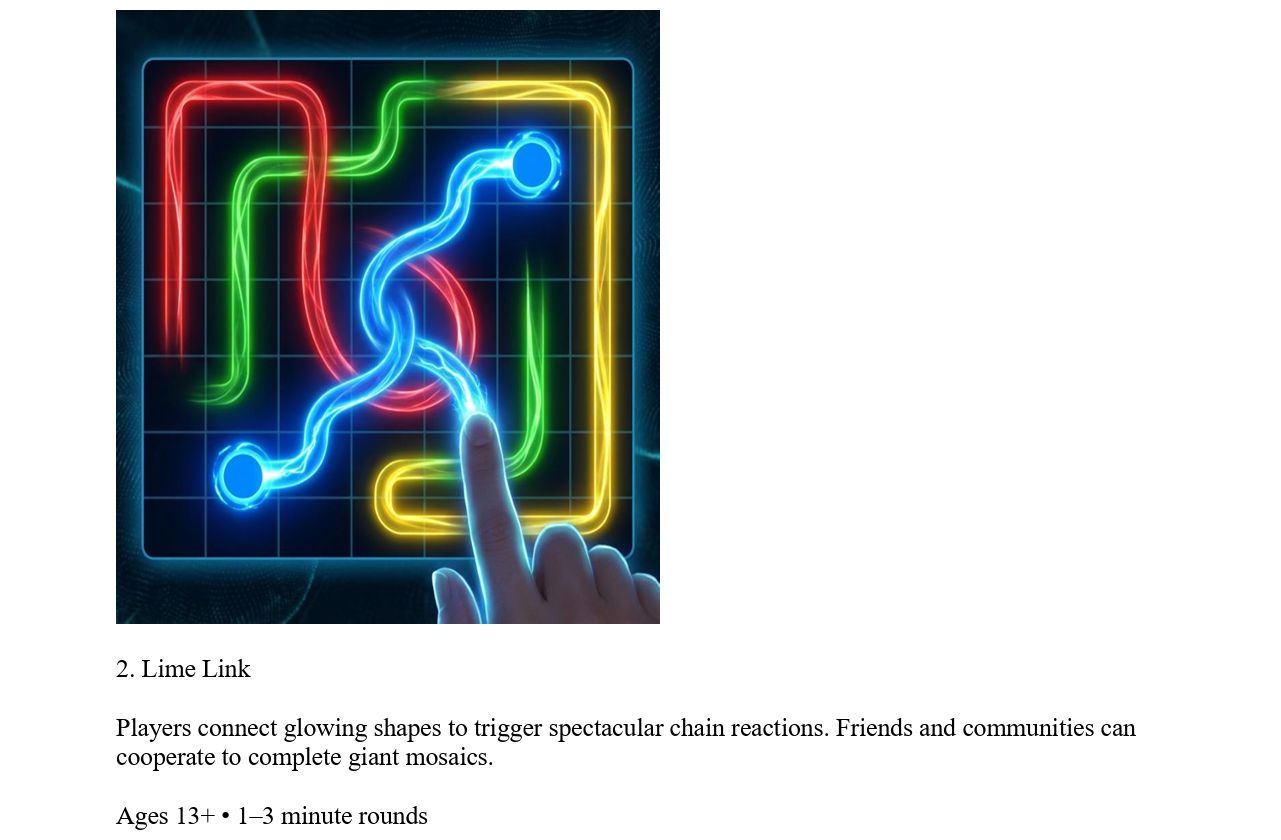 2. Lime Link
Players connect glowing shapes to trigger spectacular chain reactions. Friends and communities can
cooperate to complete giant mosaics.
Ages 13+ • 1–3 minute rounds